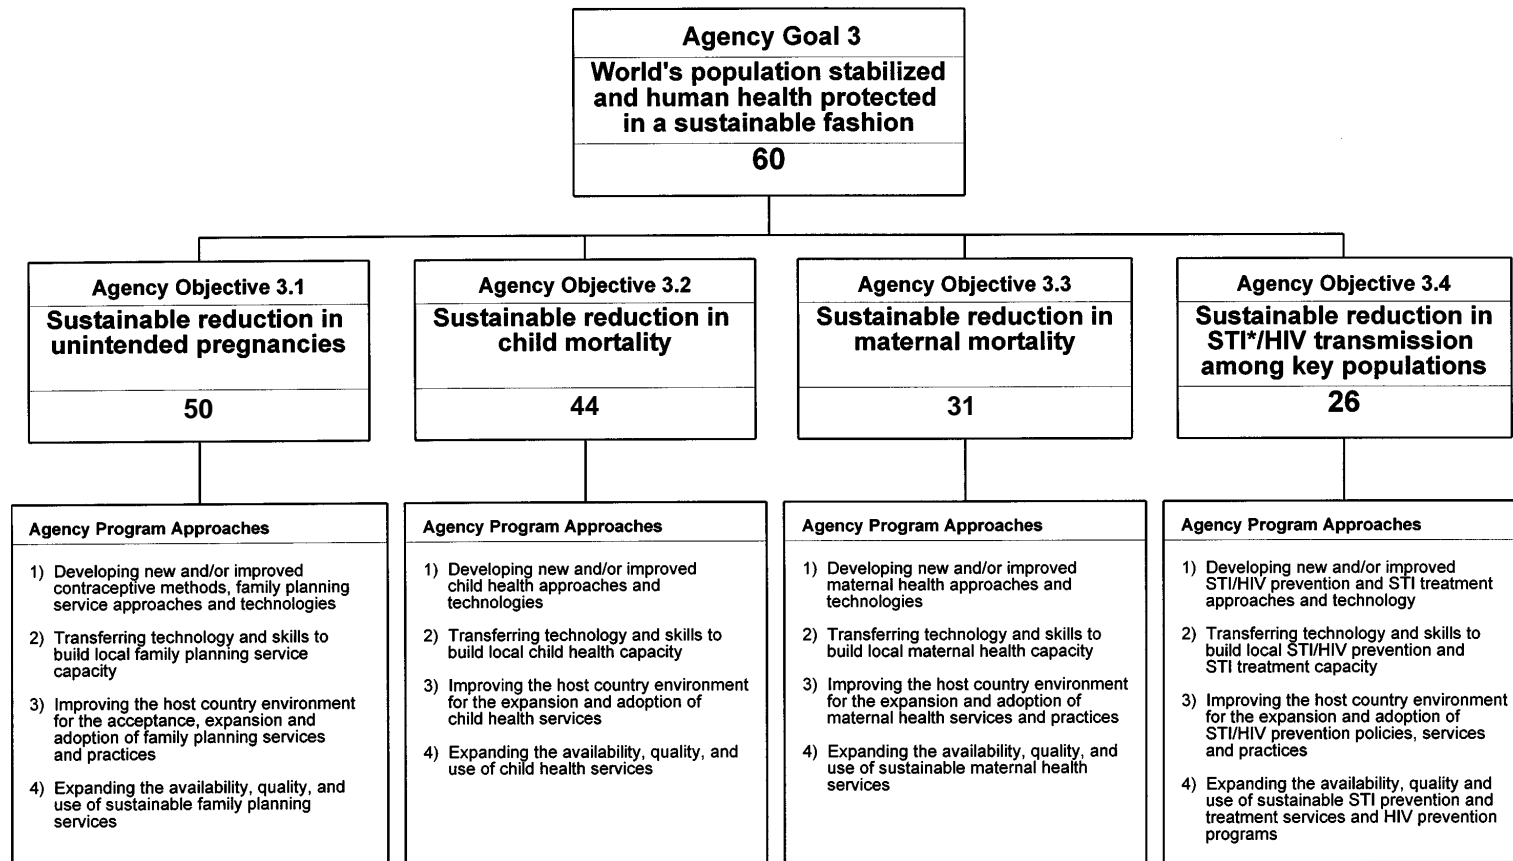 Agency Goal 3
World's population stabilized
and human health protected
in a sustainable fashion
60
Agency Objective 3.1
Sustainable reduction in
unintended pregnancies
50
Agency Objective 3.2
Sustainable reduction in
child mortality
44
Agency Objective 3.3
Sustainable reduction in
maternal mortality
31
Agency Objective 3.4
Sustainable reduction in
STI*/HIV transmission
among key populations
26
Agency Program Approaches
1) Developing new and/or improved
contraceptive methods, family planning
service approaches and technologies
2) Transferring technology and skills to
build local family planning service
capacity
3) Improving the host country environment
for the acceptance, expansion and
adoption of family planning services
and practices
4) Expanding the availability, quality, and
use of sustainable family planning
services
Agency Program Approaches
1) Developing new and/or improved
child health approaches and
technologies
2) Transferring technology and skills to
build local child health capacity
3) Improving the host country environment
for the expansion and adoption of
child health services
4) Expanding the availability, quality, and
use of child health services
Agency Program Approaches
1) Developing new and/or improved
maternal health approaches and
technologies
2) Transferring technology and skills to
build local maternal health capacity
3) Improving the host country environment
for the expansion and adoption of
maternal health services and practices
4) Expanding the availability, quality, and
use of sustainable maternal health
services
Agency Program Approaches
1) Developing new and/or improved
STI/HIV prevention and STI treatment
approaches and technology
2) Transferring technology and skills to
build local STI/HIV prevention and
STI treatment capacity
3) Improving the host country environment
for the expansion and adoption of
STI/HIV prevention policies, services
and practices
4) Expanding the availability, quality and
use of sustainable STI prevention and
treatment services and HIV prevention
programs